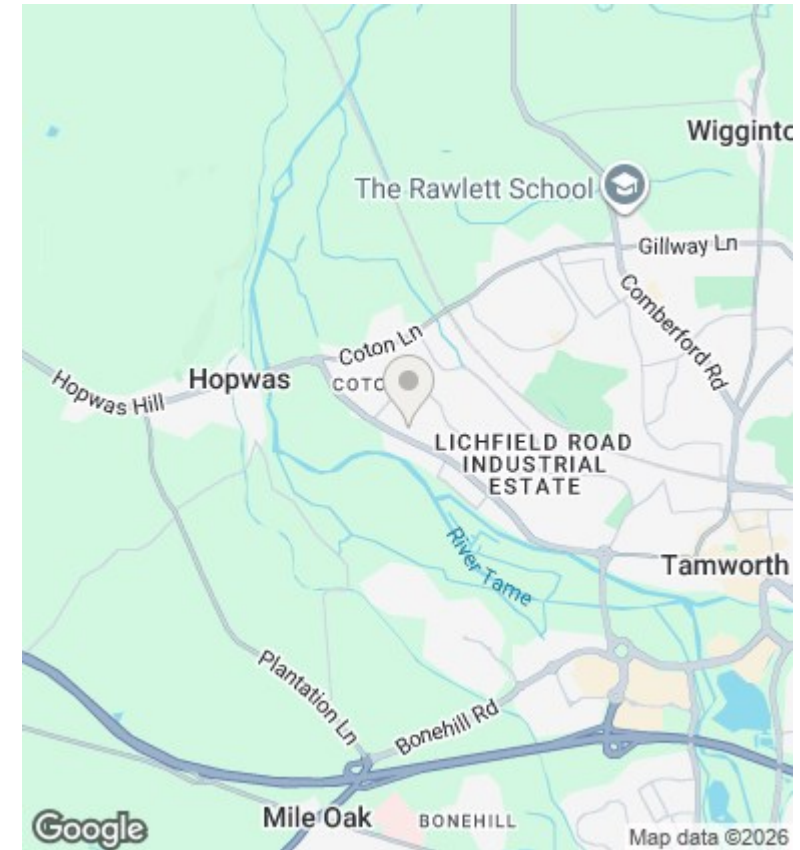 Wigginto
The Rawlett School
Gillway Ln
Comberford Rd
Coton Ln
Hopwas
COTO
Hopwas Hill
LICHFIELD ROAD
INDUSTRIAL
ESTATE
River Tame
Tamworth
Plantation Ln
Bonehill Rd
Mile Oak
BONEHILL
Google
Map data ©2026